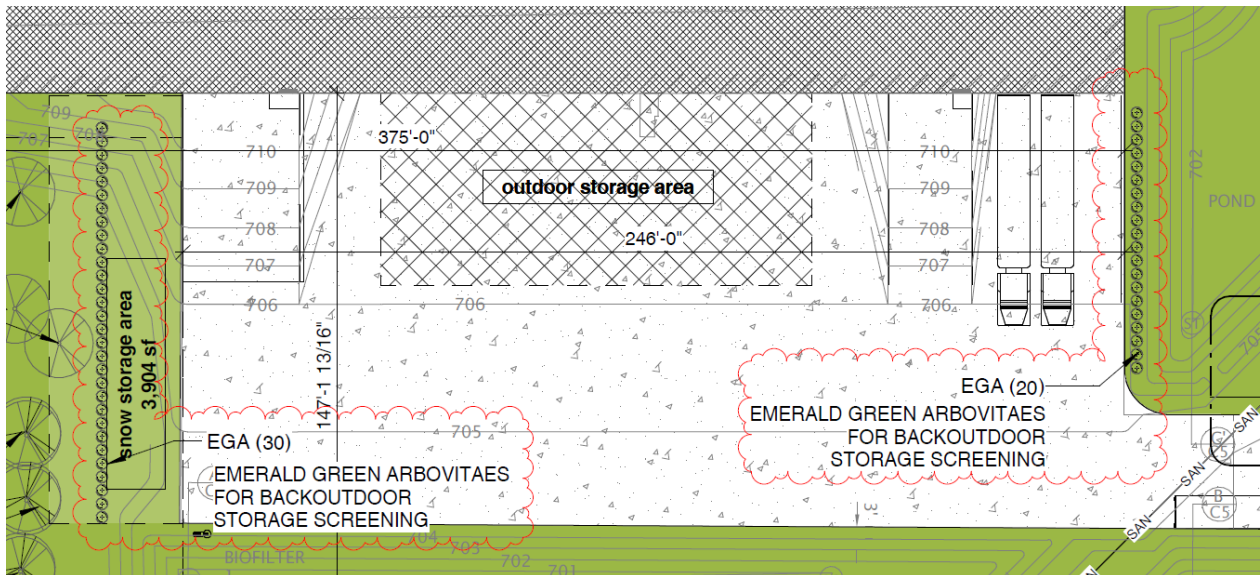 709
708
707
375'-0"
710
710
702
outdoor storage area
709
709
POND
708
708
246'-0"
707
707
706
706
706
snow storage area
3,904 sf
147'-1 13/16"
EGA (20)
EMERALD GREEN ARBOVITAES
FOR BACKOUTDOOR
STORAGE SCREENING
705
EGA (30)
EMERALD GREEN ARBOVITAES
FOR BACKOUTDOOR
STORAGE SCREENING
SAN
SAN
SAN
B
C5
704
703
702
701
BIOFILTER